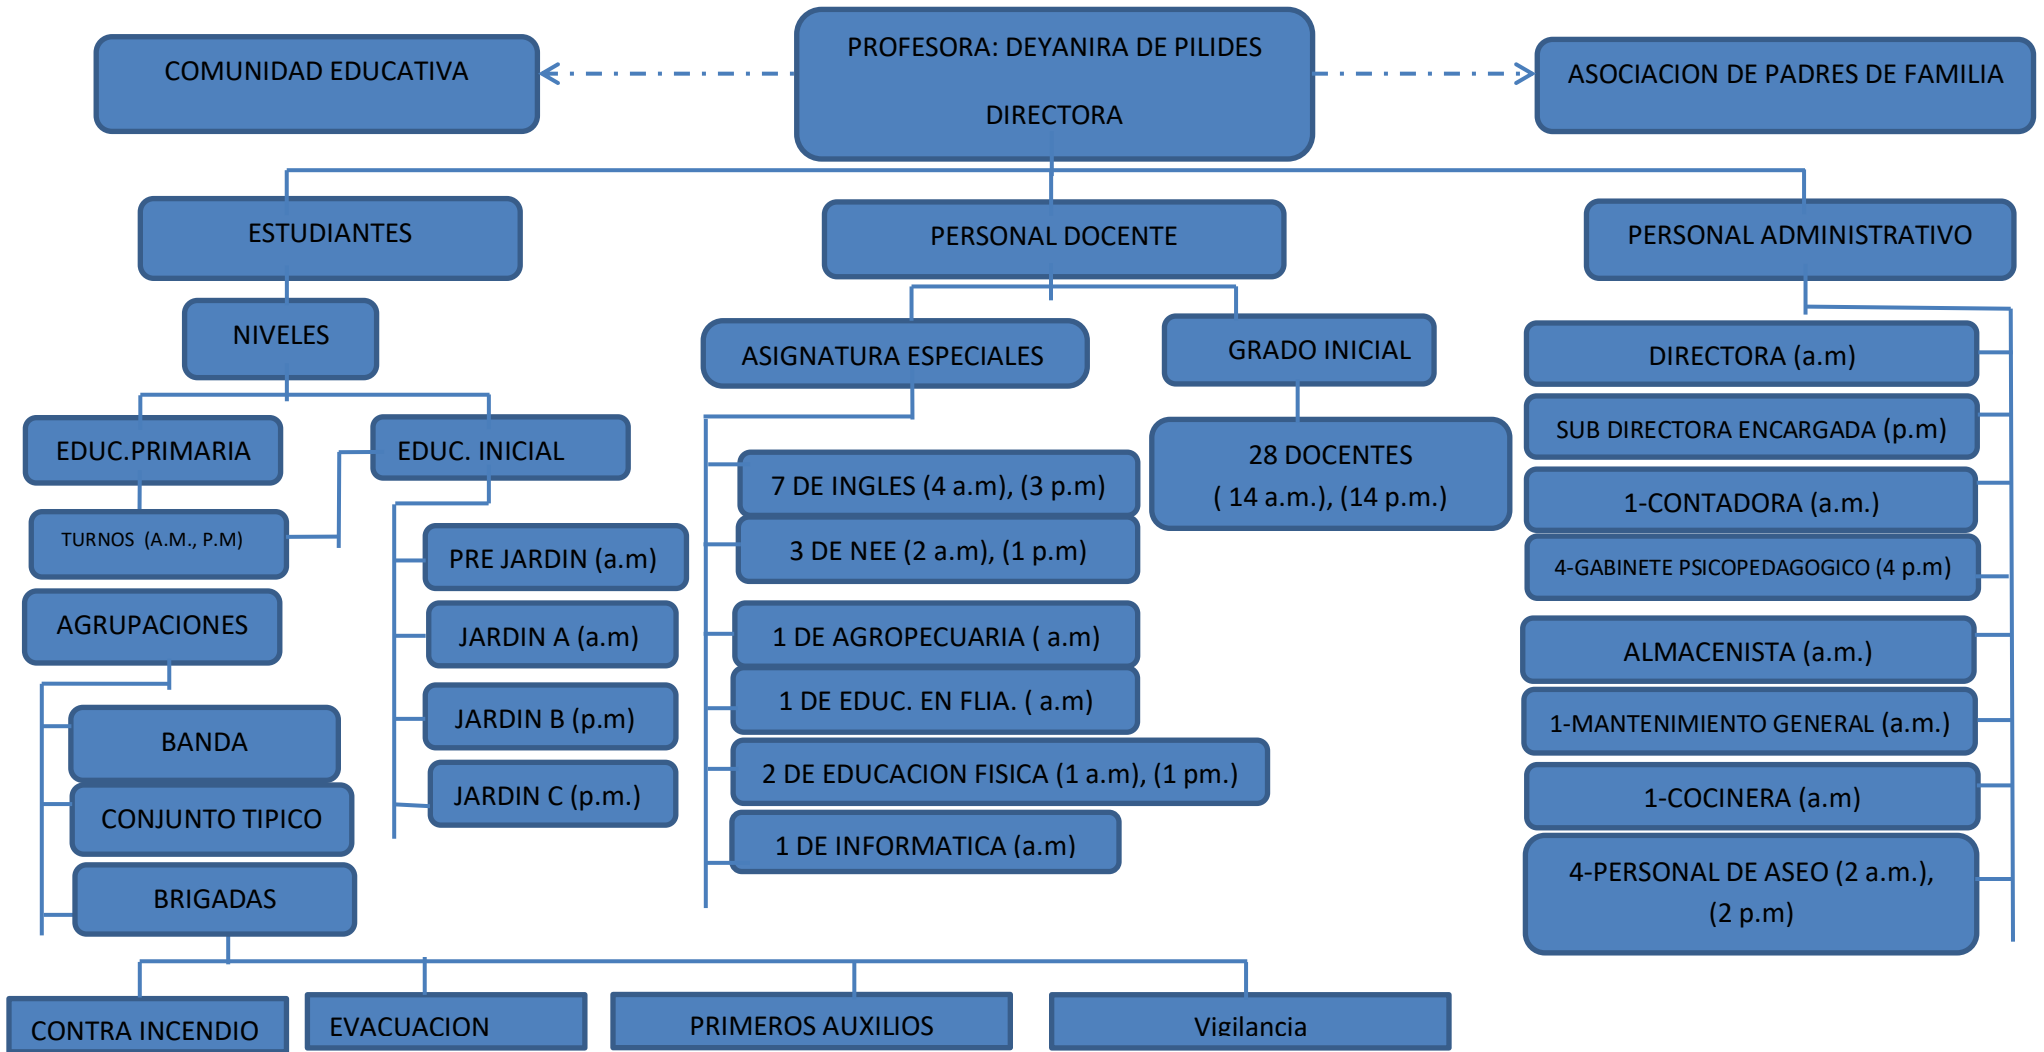 COMUNIDAD EDUCATIVA
PROFESORA: DEYANIRA DE PILIDES
DIRECTORA
ASOCIACION DE PADRES DE FAMILIA
ESTUDIANTES
PERSONAL DOCENTE
PERSONAL ADMINISTRATIVO
NIVELES
EDUC.PRIMARIA
EDUC. INICIAL
TURNOS (A.M., P.M)
PRE JARDIN (a.m)
JARDIN A (a.m)
JARDIN B (p.m)
JARDIN C (p.m.)
AGRUPACIONES
BANDA
CONJUNTO TIPICO
BRIGADAS
CONTRA INCENDIO
EVACUACION
PRIMEROS AUXILIOS
Vigilancia
ASIGNATURA ESPECIALES
7 DE INGLES (4 a.m), (3 p.m)
3 DE NEE (2 a.m), (1 p.m)
1 DE AGROPECUARIA ( a.m)
1 DE EDUC. EN FLIA. ( a.m)
2 DE EDUCACION FISICA (1 a.m), (1 pm.)
1 DE INFORMATICA (a.m)
GRADO INICIAL
28 DOCENTES
( 14 a.m.), (14 p.m.)
DIRECTORA (a.m)
SUB DIRECTORA ENCARGADA (p.m)
1-CONTADORA (a.m.)
4-GABINETE PSICOPEDAGOGICO (4 p.m)
ALMACENISTA (a.m.)
1-MANTENIMIENTO GENERAL (a.m.)
1-COCINERA (a.m)
4-PERSONAL DE ASEO (2 a.m.),
(2 p.m)